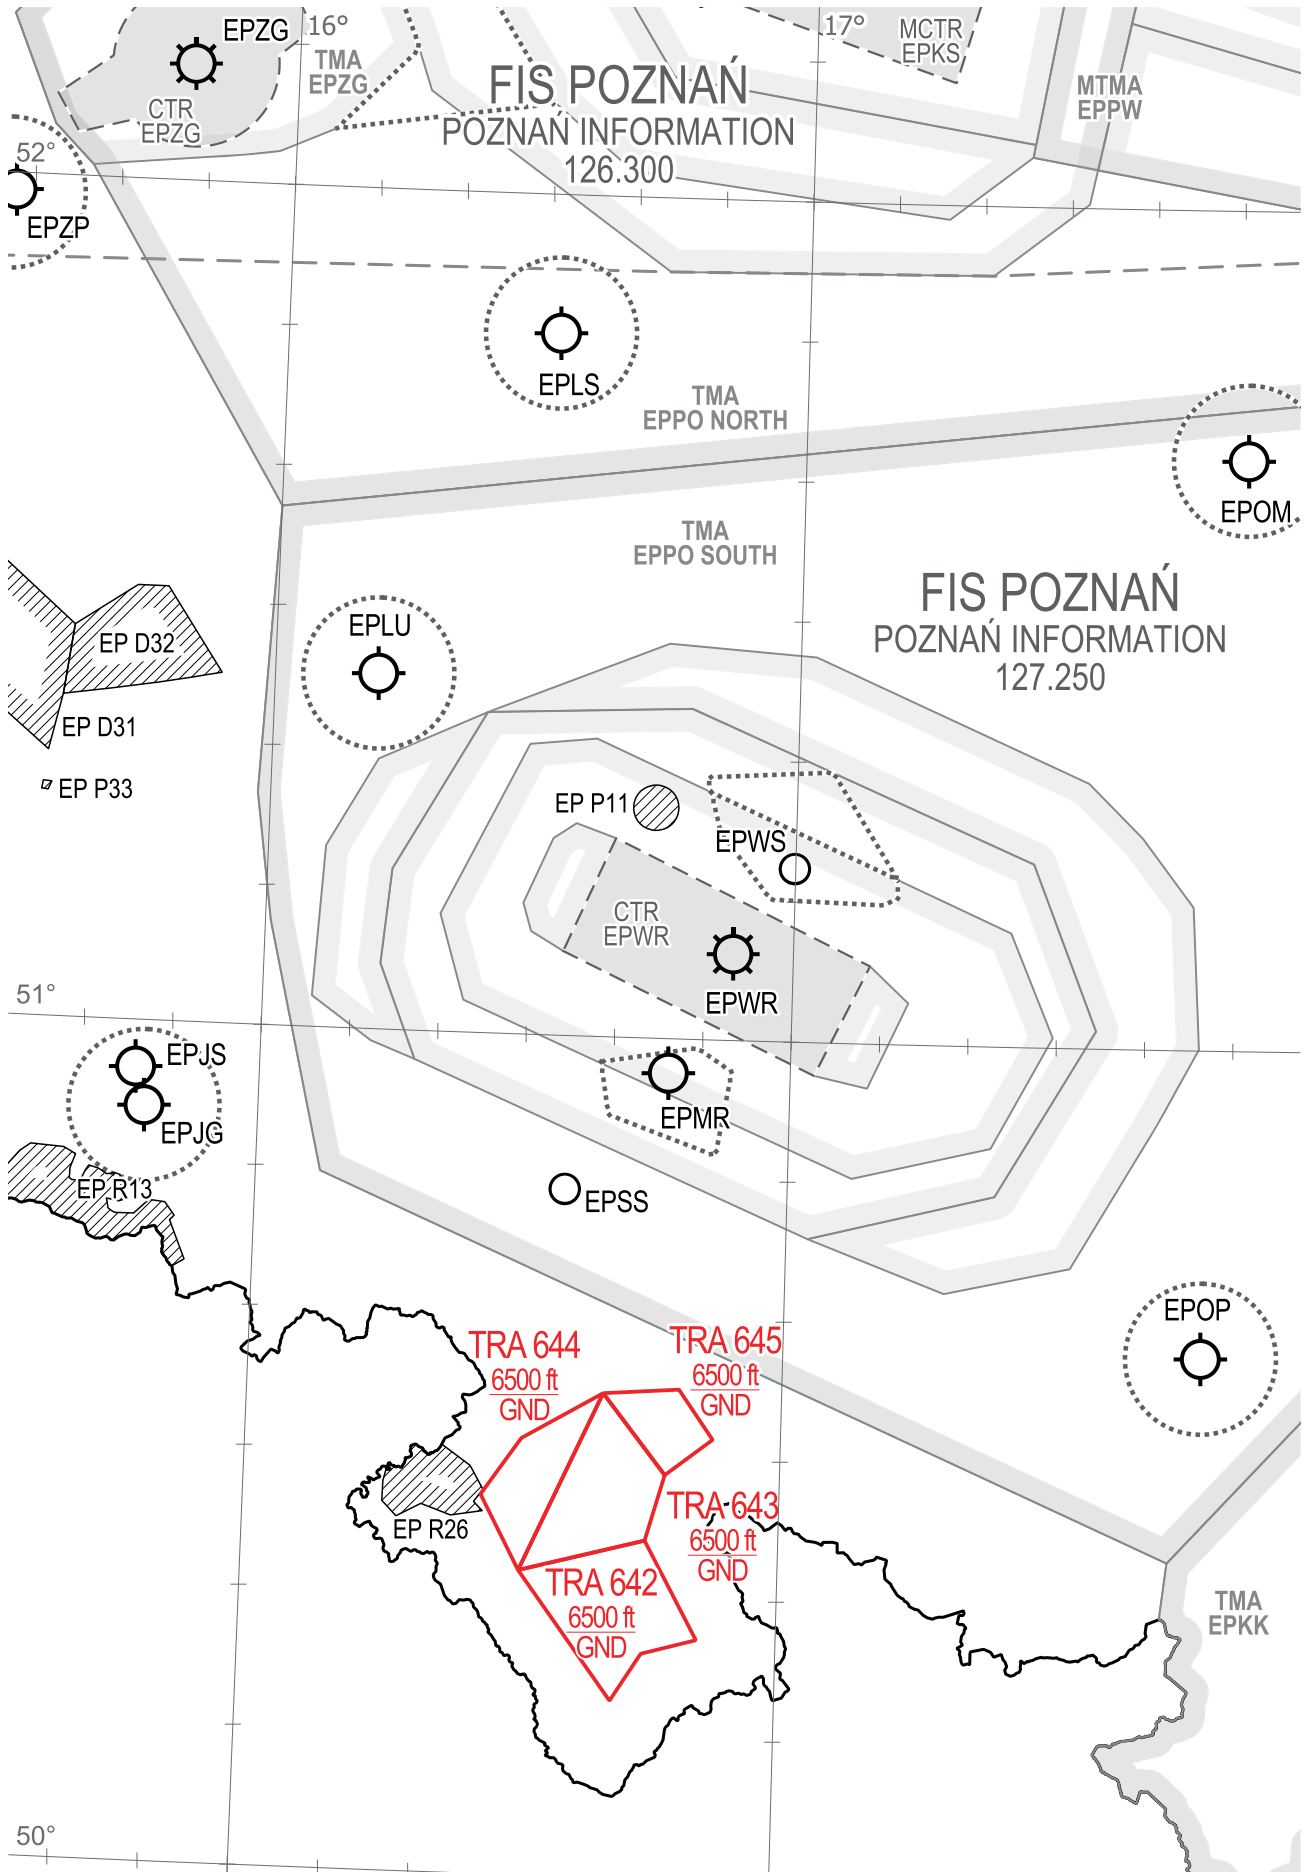 EPZG
16°
17°
MCTR
EPKS
TMA
EPZG
FIS POZNAŃ
POZNAŃ INFORMATION
126.300
MTMA
EPPW
CTR
EPZG
52°
EPZP
EPLS
TMA
EPPO NORTH
EPOM
TMA
EPPO SOUTH
FIS POZNAŃ
POZNAŃ INFORMATION
127.250
EPLU
EP D32
EP D31
EP P33
EP P11
EPWS
CTR
EPWR
EPWR
51°
EPJS
EPJG
EPMR
EP R13
EPSS
EPOP
TRA 644
6500 ft
GND
TRA 645
6500 ft
GND
TRA 643
6500 ft
GND
EP R26
TRA 642
6500 ft
GND
TMA
EPKK
50°